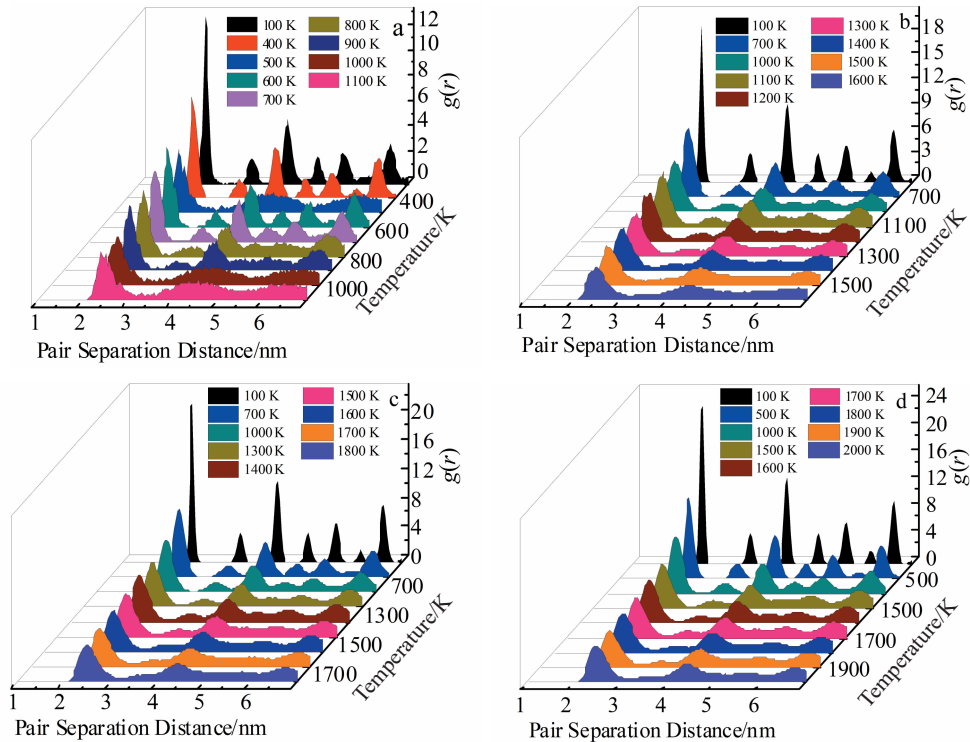 a
100 K 800 K
400 K 900 K
500 K 1000 K
600 K 1100 K
700 K
12
10
8
6
4
2
0
g(r)
400
600
800
1000
Temperature/K
1 2 3 4 5 6
Pair Separation Distance/nm
b
100 K 1300 K
700 K 1400 K
1000 K 1500 K
1100 K 1600 K
1200 K
18
15
12
9
6
3
0
g(r)
700
1100
1300
1500
Temperature/K
1 2 3 4 5 6
Pair Separation Distance/nm
c
100 K 1500 K
700 K 1600 K
1000 K 1700 K
1300 K 1800 K
1400 K
20
16
12
8
4
0
g(r)
700
1300
1500
1700
Temperature/K
1 2 3 4 5 6
Pair Separation Distance/nm
d
100 K 1700 K
500 K 1800 K
1000 K 1900 K
1500 K 2000 K
1600 K
24
20
16
12
8
4
0
g(r)
500
1500
1700
1900
Temperature/K
1 2 3 4 5 6
Pair Separation Distance/nm